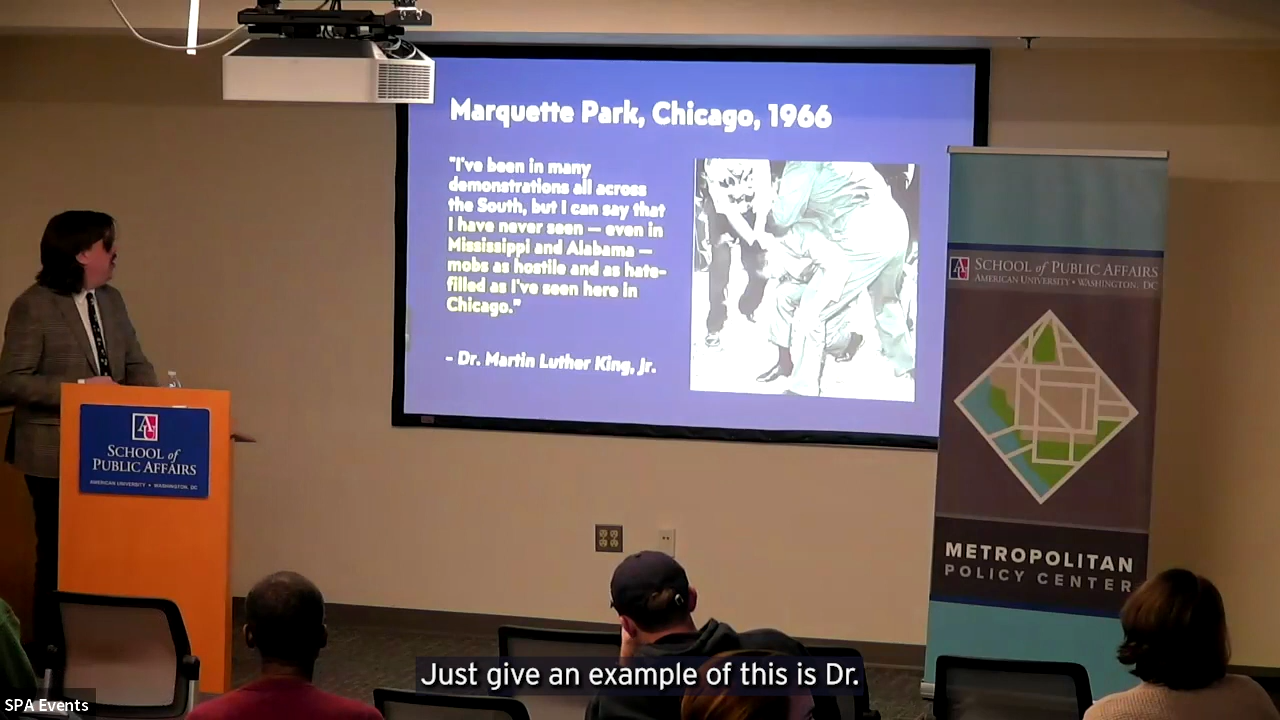 Marquette Park, Chicago, 1966
"I've been in many
demonstrations all across
the South, but I can say that
I have never seen — even in
Mississippi and Alabama —
mobs as hostile and as hate-
filled as I've seen here in
Chicago."
- Dr. Martin Luther King, Jr.
SCHOOL of PUBLIC AFFAIRS
AMERICAN UNIVERSITY • WASHINGTON, DC
METROPOLITAN
POLICY CENTER
SCHOOL of
PUBLIC AFFAIRS
AMERICAN UNIVERSITY • WASHINGTON, DC
Just give an example of this is Dr.
SPA Events